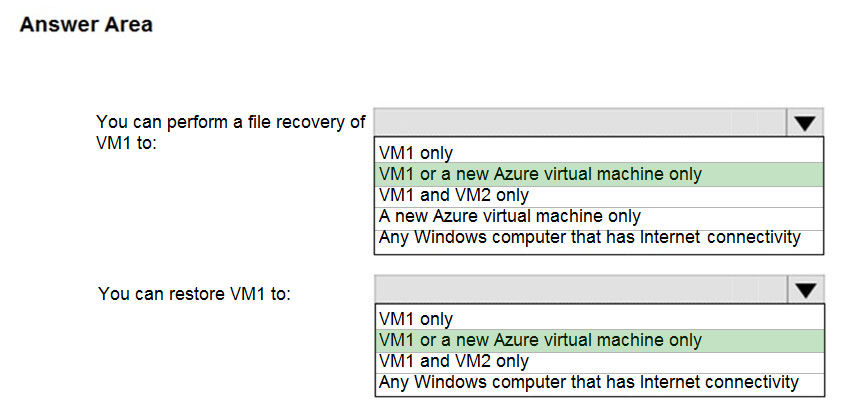 Answer Area
You can perform a file recovery of
VM1 to:
VM1 only
VM1 or a new Azure virtual machine only
VM1 and VM2 only
A new Azure virtual machine only
Any Windows computer that has Internet connectivity
You can restore VM1 to:
VM1 only
VM1 or a new Azure virtual machine only
VM1 and VM2 only
Any Windows computer that has Internet connectivity